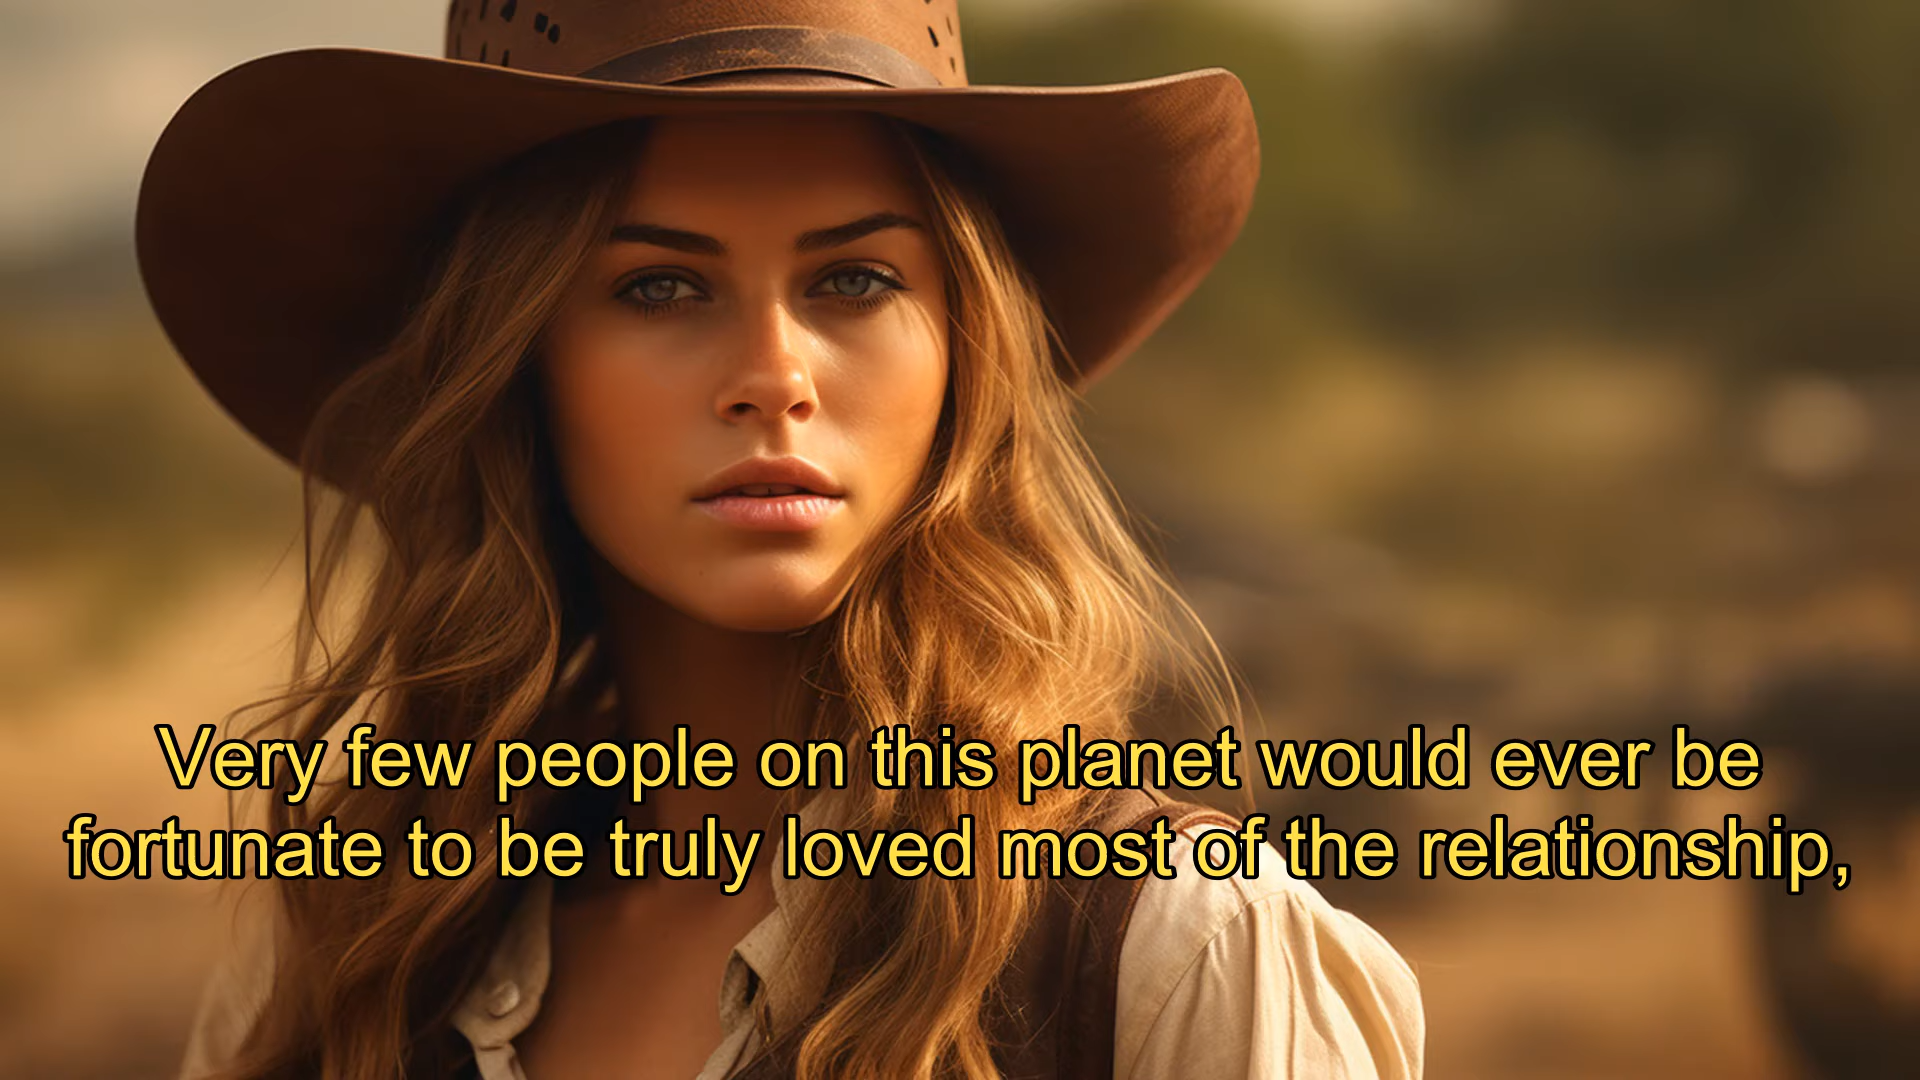 Very few people on this planet would ever be
fortunate to be truly loved most of the relationship,